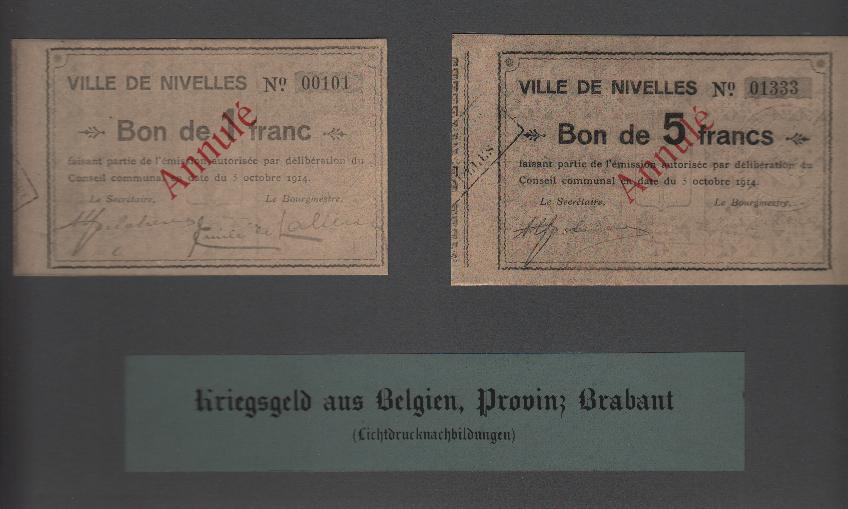 VILLE DE NIVELLES Nº 00101
Bon de 1 franc
faisant partie de l'émission autorisée par délibération du
Conseil communal en date du 5 octobre 1914.
Le Secrétaire, Le Bourgmestre,
Annulé
VILLE DE NIVELLES Nº 01333
Bon de 5 francs
faisant partie de l'émission autorisée par délibération du
Conseil communal en date du 5 octobre 1914.
Le Secrétaire, Le Bourgmestre,
Annulé
Kriegsgeld aus Belgien, Provinz Brabant
(Lichtdrucknachbildungen)